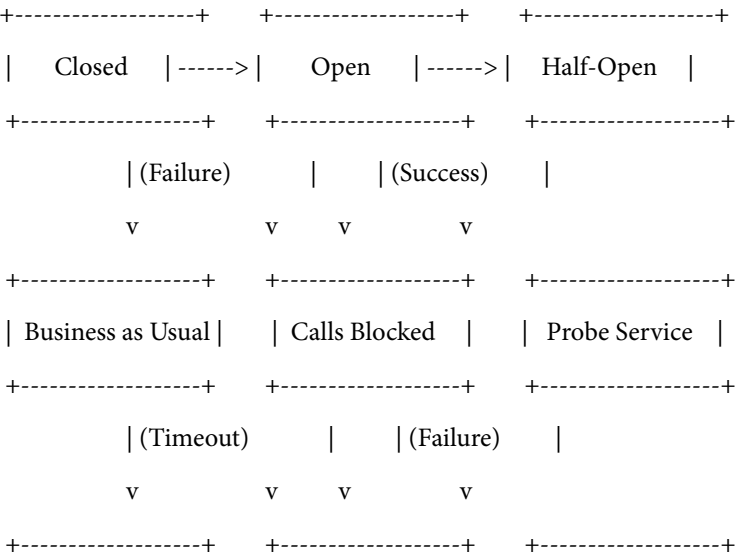 +-------------------+ +-------------------+ +-------------------+
| Closed | ------> | Open | ------> | Half-Open |
+-------------------+ +-------------------+ +-------------------+
| (Failure) | | (Success) |
v v v v
+-------------------+ +-------------------+ +-------------------+
| Business as Usual | | Calls Blocked | | Probe Service |
+-------------------+ +-------------------+ +-------------------+
| (Timeout) | | (Failure) |
v v v v
+-------------------+ +-------------------+ +-------------------+